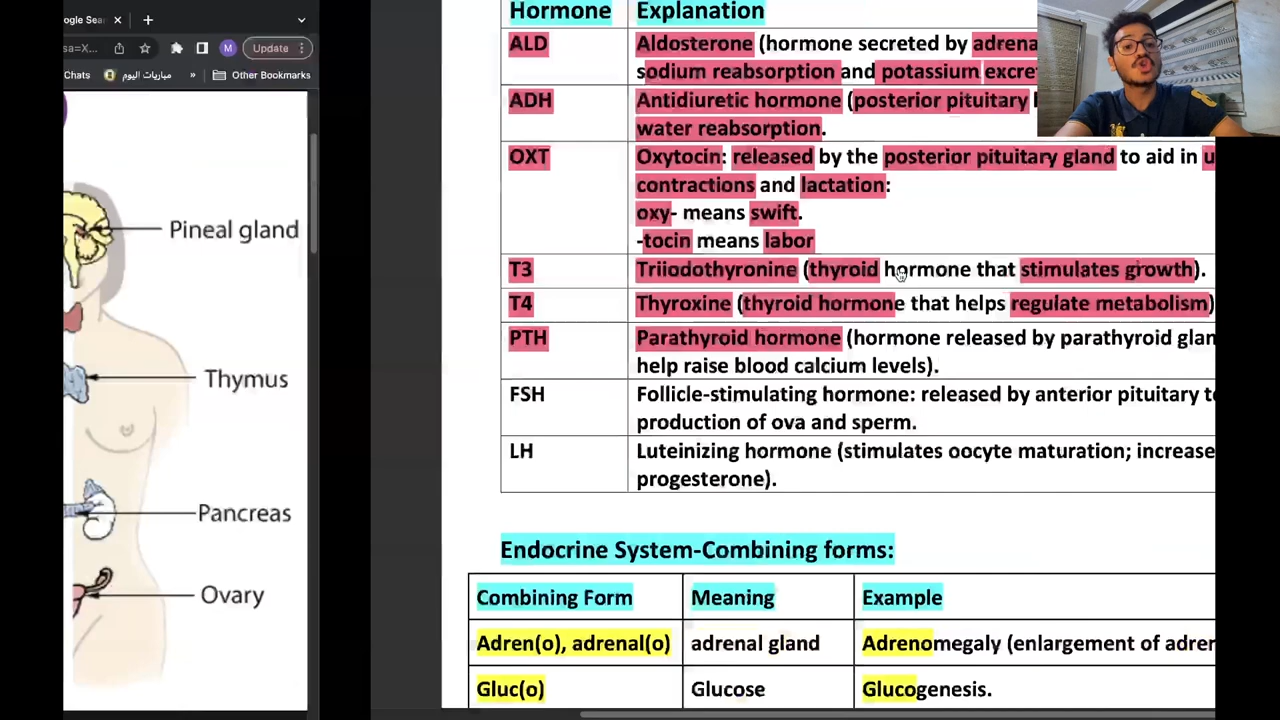 ogle Sear
sa=X...
M
Update
Chats
مباريات اليوم
»
Other Bookmarks
Pineal gland
Thymus
Pancreas
Ovary
Hormone Explanation
ALD Aldosterone (hormone secreted by adrena
sodium reabsorption and potassium excre
ADH Antidiuretic hormone (posterior pituitary
water reabsorption.
OXT Oxytocin: released by the posterior pituitary gland to aid in u
contractions and lactation:
oxy- means swift.
-tocin means labor
T3 Triiodothyronine (thyroid hormone that stimulates growth).
T4 Thyroxine (thyroid hormone that helps regulate metabolism)
PTH Parathyroid hormone (hormone released by parathyroid glan
help raise blood calcium levels).
FSH Follicle-stimulating hormone: released by anterior pituitary t
production of ova and sperm.
LH Luteinizing hormone (stimulates oocyte maturation; increase
progesterone).
Endocrine System-Combining forms:
Combining Form Meaning Example
Adren(o), adrenal(o) adrenal gland Adrenomegaly (enlargement of adren
Gluc(o) Glucose Glucogenesis.